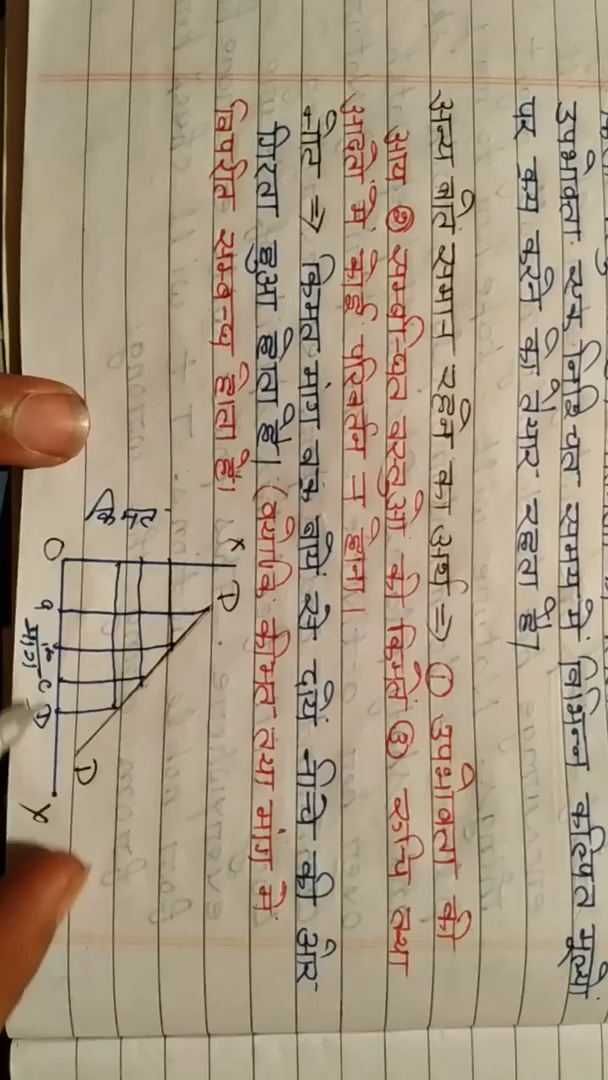 उपभोक्ता एक निश्चित समय में विभिन्न कल्पित मूल्यों
पर क्रय करने को तैयार रहता है।
अन्य बातें समान रहने का अर्थ ⇒ ① उपभोक्ता की
आय ② सम्बन्धित वस्तुओं की किमतें ③ रूचि तथा
आदतों में कोई परिवर्तन न होना।
नोट ⇒ किमत मांग वक्र बायें से दायें नीचे की ओर
गिरता हुआ होता है। (क्योंकि कीमत तथा मांग में
विपरीत सम्बन्ध होता है।
X
D
किमत
D
O
a
C
D
Y
मांग